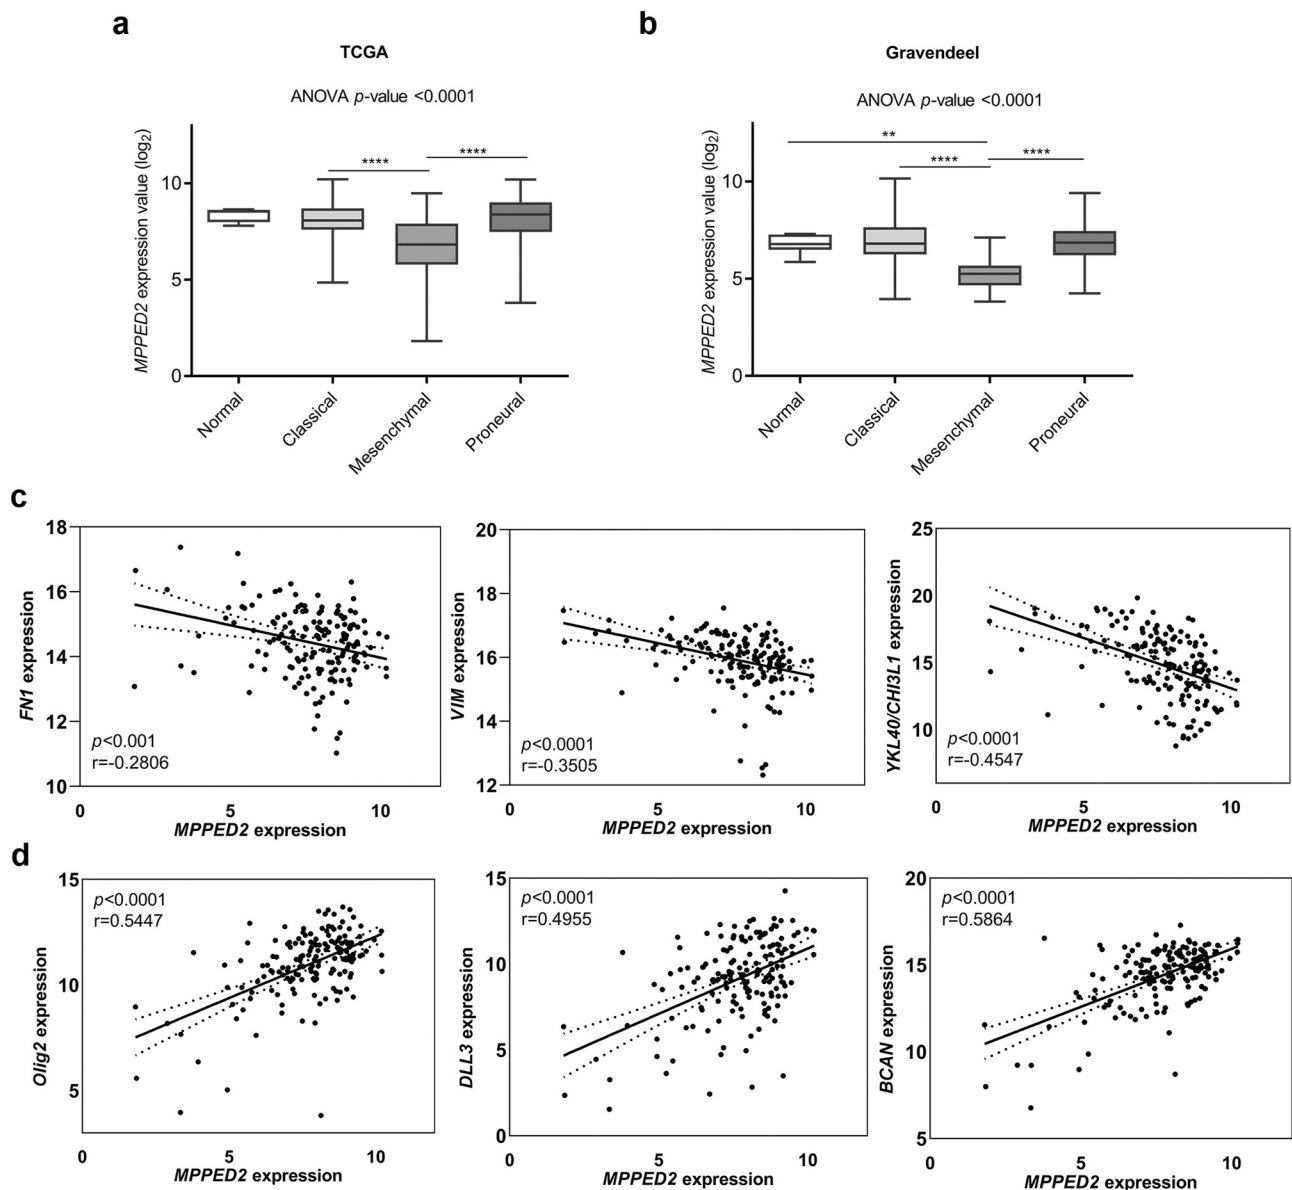 a
TCGA
ANOVA p-value <0.0001
MPPED2 expression value (log2)
10
5
0
****
****
Normal
Classical
Mesenchymal
Proneural
b
Gravendeel
ANOVA p-value <0.0001
MPPED2 expression value (log2)
10
5
0
**
****
****
Normal
Classical
Mesenchymal
Proneural
c
FN1 expression
18
16
14
12
10
p<0.001
r=-0.2806
0
5
10
MPPED2 expression
VIM expression
20
18
16
14
12
p<0.0001
r=-0.3505
0
5
10
MPPED2 expression
YKL40/CHI3L1 expression
25
20
15
10
p<0.0001
r=-0.4547
0
5
10
MPPED2 expression
d
Olig2 expression
15
10
5
p<0.0001
r=0.5447
0
5
10
MPPED2 expression
DLL3 expression
15
10
5
0
p<0.0001
r=0.4955
0
5
10
MPPED2 expression
BCAN expression
20
15
10
5
p<0.0001
r=0.5864
0
5
10
MPPED2 expression